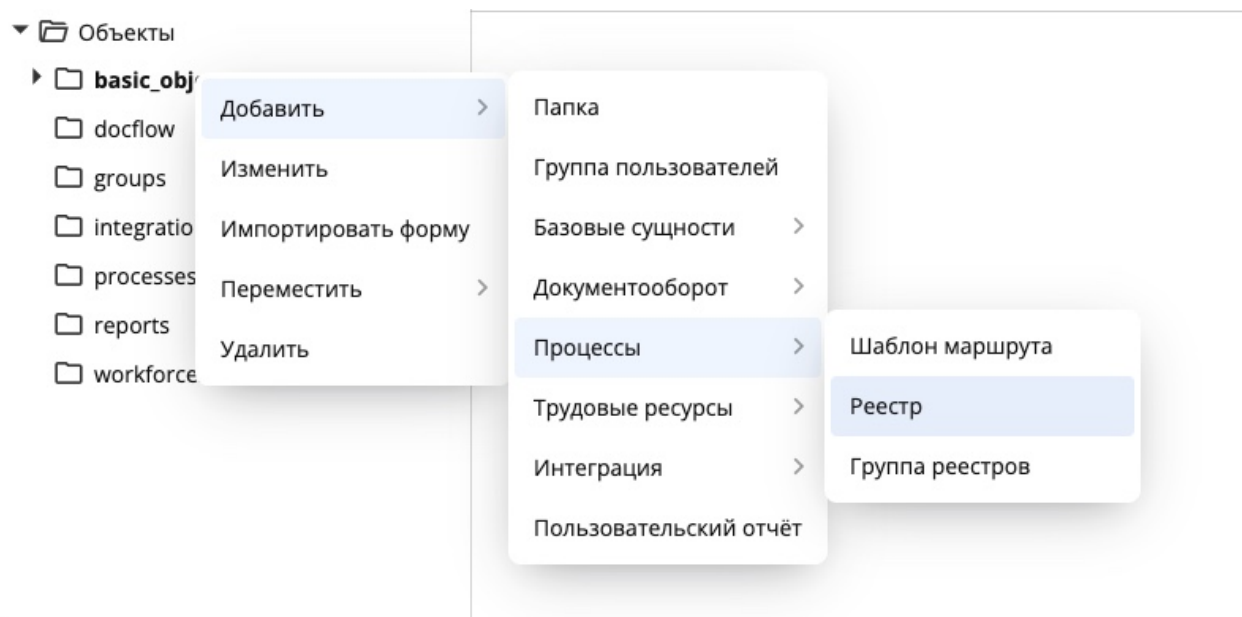 Объекты
basic_obj
docflow
groups
integratio
processes
reports
workforce
Добавить
Изменить
Импортировать форму
Переместить
Удалить
Папка
Группа пользователей
Базовые сущности
Документооборот
Процессы
Трудовые ресурсы
Интеграция
Пользовательский отчёт
Шаблон маршрута
Реестр
Группа реестров